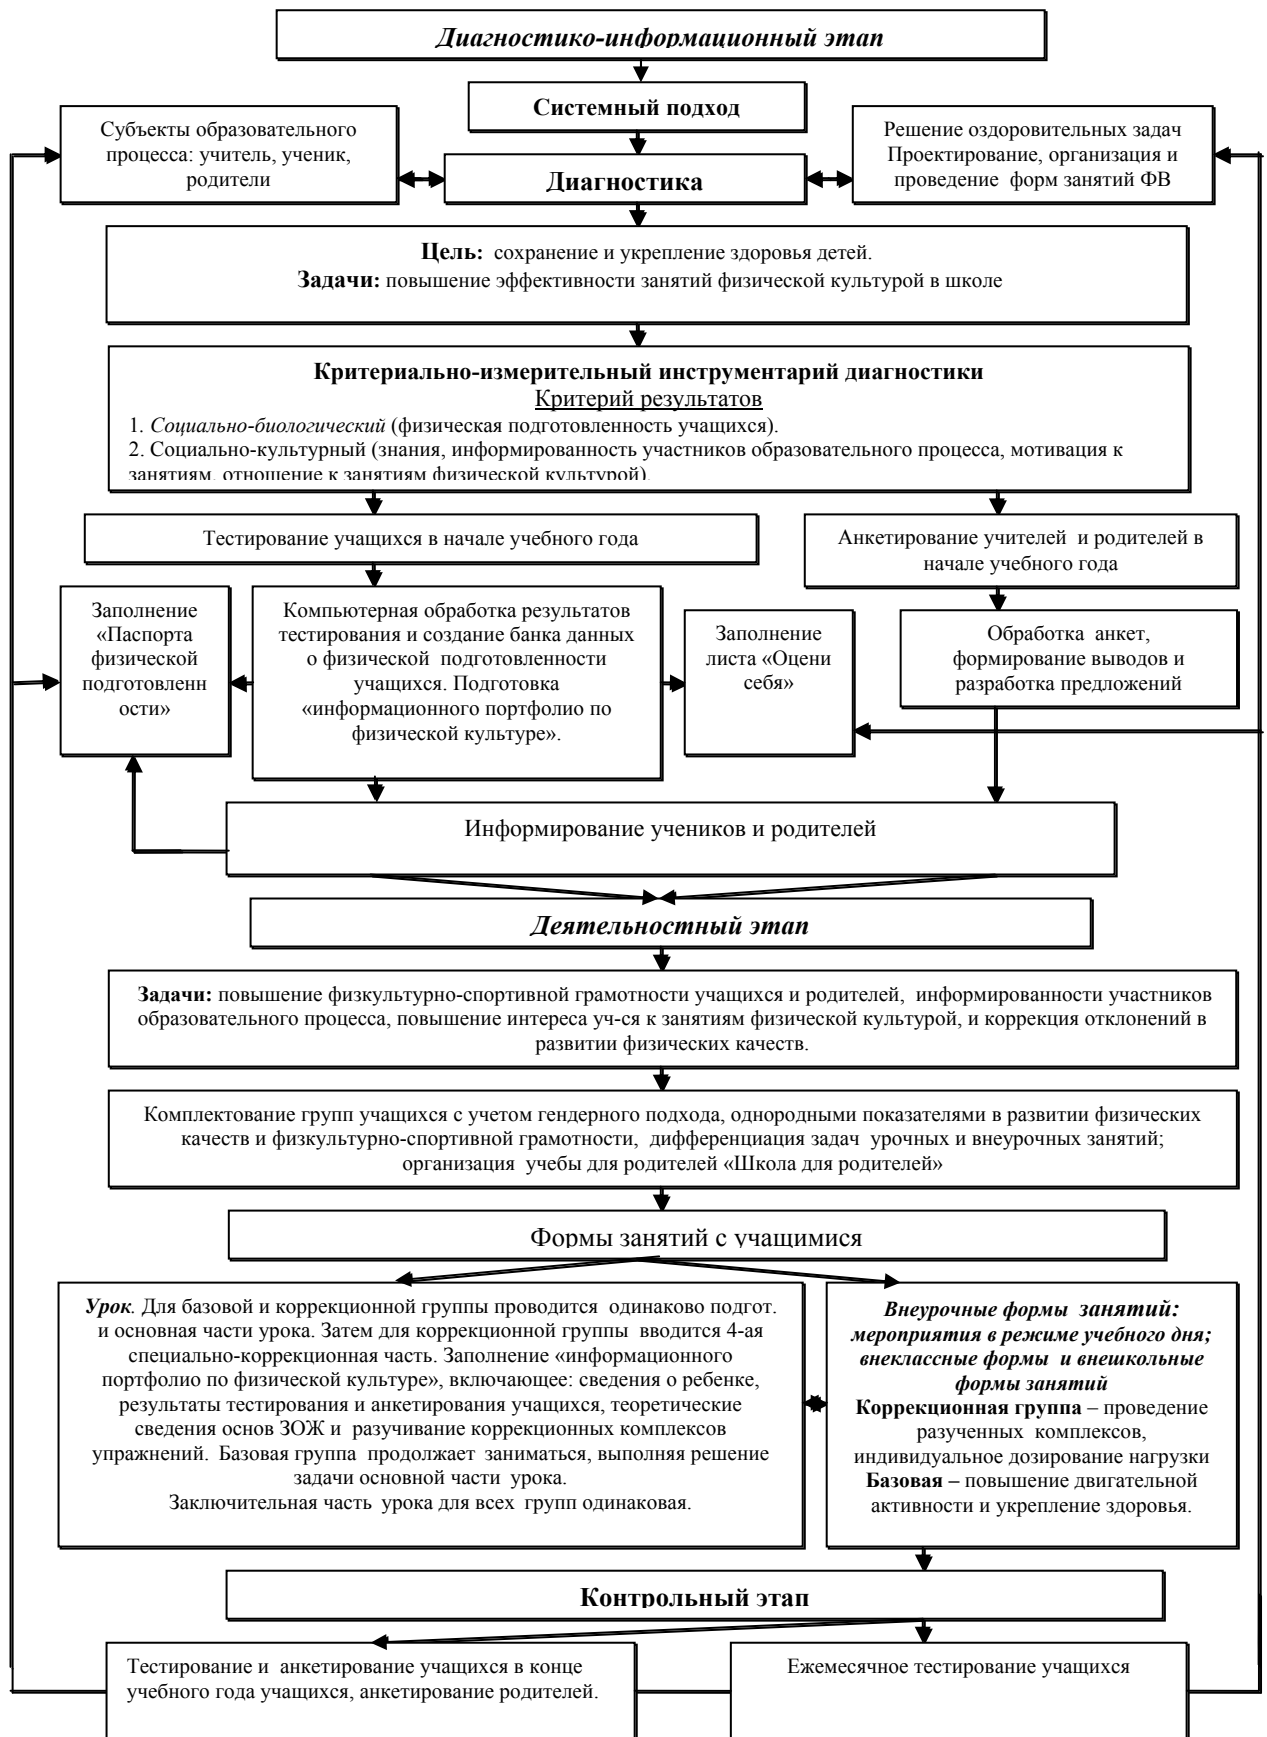 Диагностико-информационный этап
Системный подход
Субъекты образовательного
процесса: учитель, ученик,
родители
Диагностика
Решение оздоровительных задач
Проектирование, организация и
проведение форм занятий ФВ
Цель: сохранение и укрепление здоровья детей.
Задачи: повышение эффективности занятий физической культурой в школе
Критериально-измерительный инструментарий диагностики
Критерий результатов
1. Социально-биологический (физическая подготовленность учащихся).
2. Социально-культурный (знания, информированность участников образовательного процесса, мотивация к
занятиям, отношение к занятиям физической культурой).
Тестирование учащихся в начале учебного года
Анкетирование учителей и родителей в
начале учебного года
Заполнение
«Паспорта
физической
подготовленн
ости»
Компьютерная обработка результатов
тестирования и создание банка данных
о физической подготовленности
учащихся. Подготовка
«информационного портфолио по
физической культуре».
Заполнение
листа «Оцени
себя»
Обработка анкет,
формирование выводов и
разработка предложений
Информирование учеников и родителей
Деятельностный этап
Задачи: повышение физкультурно-спортивной грамотности учащихся и родителей, информированности участников
образовательного процесса, повышение интереса уч-ся к занятиям физической культурой, и коррекция отклонений в
развитии физических качеств.
Комплектование групп учащихся с учетом гендерного подхода, однородными показателями в развитии физических
качеств и физкультурно-спортивной грамотности, дифференциация задач урочных и внеурочных занятий;
организация учебы для родителей «Школа для родителей»
Формы занятий с учащимися
Урок. Для базовой и коррекционной группы проводится одинаково подгот.
и основная части урока. Затем для коррекционной группы вводится 4-ая
специально-коррекционная часть. Заполнение «информационного
портфолио по физической культуре», включающее: сведения о ребенке,
результаты тестирования и анкетирования учащихся, теоретические
сведения основ ЗОЖ и разучивание коррекционных комплексов
упражнений. Базовая группа продолжает заниматься, выполняя решение
задачи основной части урока.
Заключительная часть урока для всех групп одинаковая.
Внеурочные формы занятий:
мероприятия в режиме учебного дня;
внеклассные формы и внешкольные
формы занятий
Коррекционная группа – проведение
разученных комплексов,
индивидуальное дозирование нагрузки
Базовая – повышение двигательной
активности и укрепление здоровья.
Контрольный этап
Тестирование и анкетирование учащихся в конце
учебного года учащихся, анкетирование родителей.
Ежемесячное тестирование учащихся